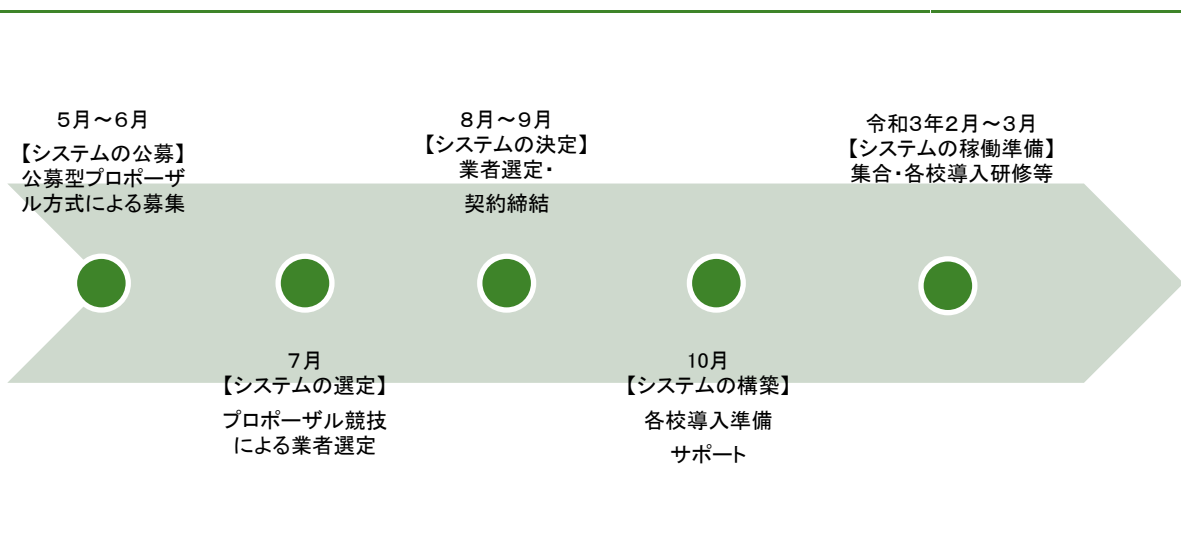 ５月～６月
【システムの公募】
公募型プロポーザ
ル方式による募集
７月
【システムの選定】
プロポーザル競技
による業者選定
８月～９月
【システムの決定】
業者選定・
契約締結
10月
【システムの構築】
各校導入準備
サポート
令和３年２月～３月
【システムの稼働準備】
集合・各校導入研修等